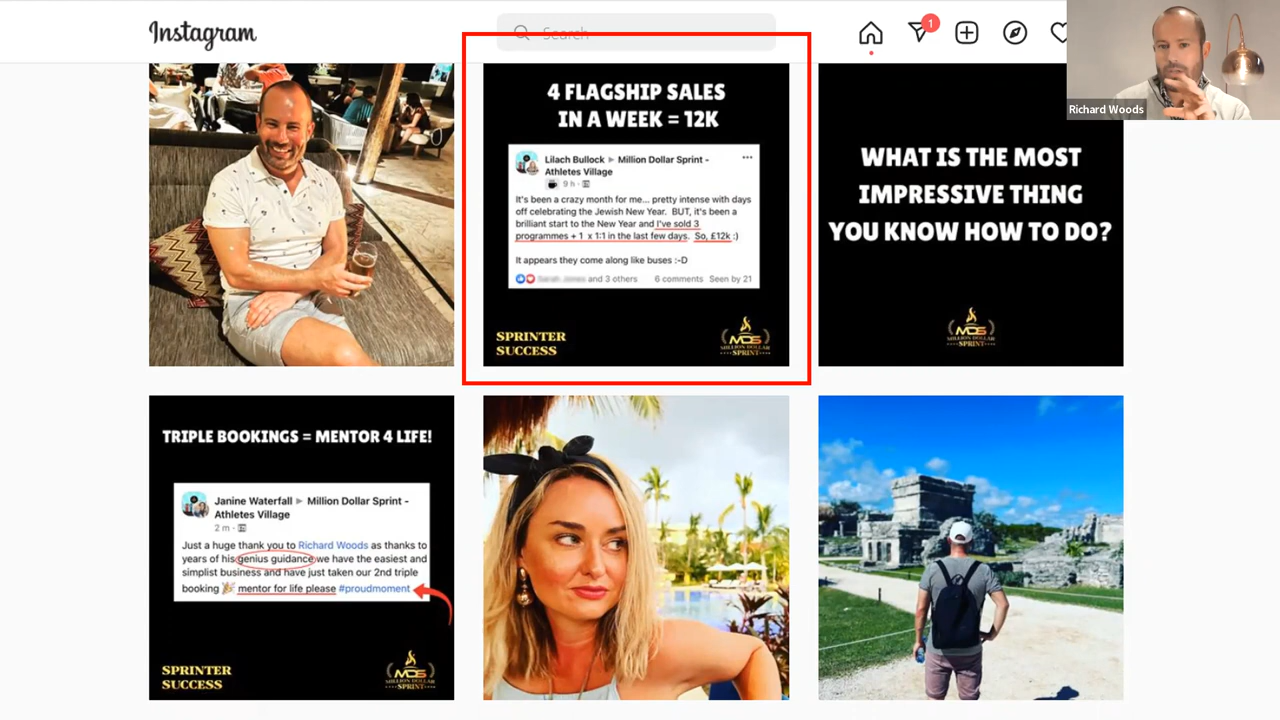 Instagram
Search
1
Richard Woods
4 FLAGSHIP SALES
IN A WEEK = 12K
Lilach Bullock ▶ Million Dollar Sprint -
Athletes Village
9 h ·
It's been a crazy month for me... pretty intense with days
off celebrating the Jewish New Year. BUT, it's been a
brilliant start to the New Year and I've sold 3
programmes + 1 x 1:1 in the last few days. So, £12k :)
It appears they come along like buses :-D
and 3 others 6 comments Seen by 21
SPRINTER
SUCCESS
MDS
MILLION DOLLAR
SPRINT
WHAT IS THE MOST
IMPRESSIVE THING
YOU KNOW HOW TO DO?
MDS
MILLION DOLLAR
SPRINT
TRIPLE BOOKINGS = MENTOR 4 LIFE!
Janine Waterfall ▶ Million Dollar Sprint -
Athletes Village
2 m ·
Just a huge thank you to Richard Woods as thanks to
years of his genius guidance we have the easiest and
simplist business and have just taken our 2nd triple
booking 🎉 mentor for life please #proudmoment
SPRINTER
SUCCESS
MDS
MILLION DOLLAR
SPRINT